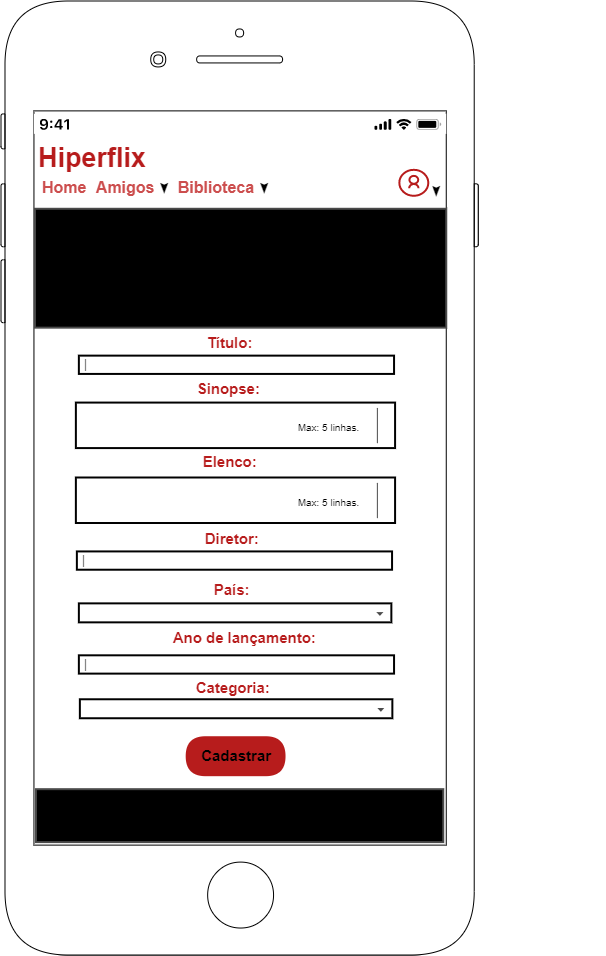 9:41
Hiperflix
Home Amigos Biblioteca
Título:
Sinopse:
Max: 5 linhas.
Elenco:
Max: 5 linhas.
Diretor:
País:
Ano de lançamento:
Categoria:
Cadastrar